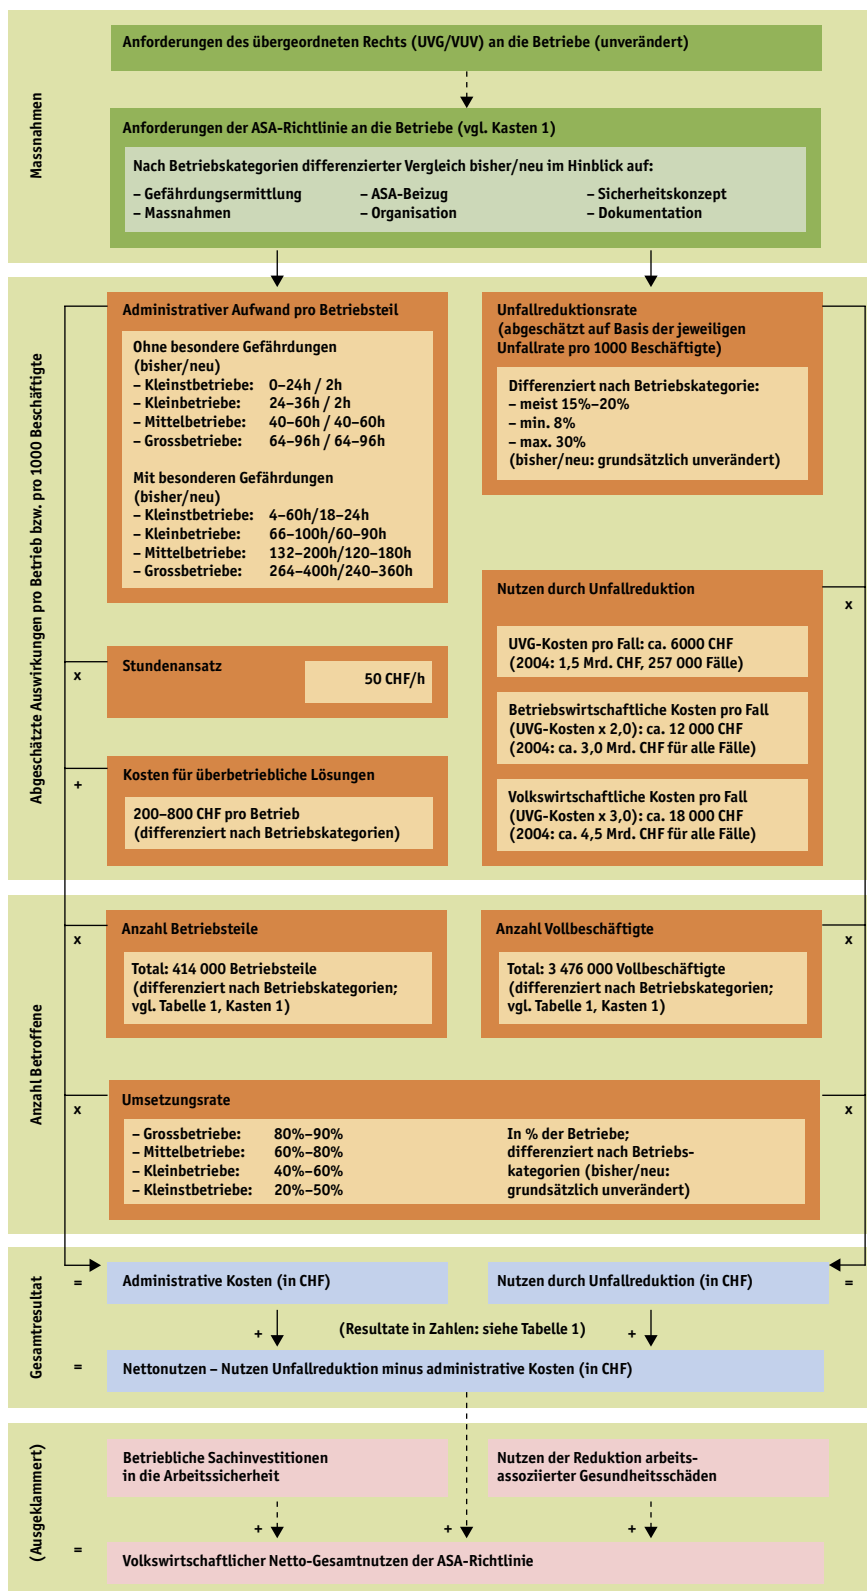 Massnahmen
Anforderungen des übergeordneten Rechts (UVG/VUV) an die Betriebe (unverändert)
Anforderungen der ASA-Richtlinie an die Betriebe (vgl. Kasten 1)
Nach Betriebskategorien differenzierter Vergleich bisher/neu im Hinblick auf:
– Gefährdungsermittlung – ASA-Beizug – Sicherheitskonzept
– Massnahmen – Organisation – Dokumentation
Abgeschätzte Auswirkungen pro Betrieb bzw. pro 1000 Beschäftigte
Administrativer Aufwand pro Betriebsteil
Ohne besondere Gefährdungen
(bisher/neu)
– Kleinstbetriebe: 0–24h / 2h
– Kleinbetriebe: 24–36h / 2h
– Mittelbetriebe: 40–60h / 40–60h
– Grossbetriebe: 64–96h / 64–96h
Mit besonderen Gefährdungen
(bisher/neu)
– Kleinstbetriebe: 4–60h/18–24h
– Kleinbetriebe: 66–100h/60–90h
– Mittelbetriebe: 132–200h/120–180h
– Grossbetriebe: 264–400h/240–360h
x
Stundenansatz
50 CHF/h
+
Kosten für überbetriebliche Lösungen
200–800 CHF pro Betrieb
(differenziert nach Betriebskategorien)
Unfallreduktionsrate
(abgeschätzt auf Basis der jeweiligen
Unfallrate pro 1000 Beschäftigte)
Differenziert nach Betriebskategorie:
– meist 15%–20%
– min. 8%
– max. 30%
(bisher/neu: grundsätzlich unverändert)
x
Nutzen durch Unfallreduktion
UVG-Kosten pro Fall: ca. 6000 CHF
(2004: 1,5 Mrd. CHF, 257 000 Fälle)
Betriebswirtschaftliche Kosten pro Fall
(UVG-Kosten x 2,0): ca. 12 000 CHF
(2004: ca. 3,0 Mrd. CHF für alle Fälle)
Volkswirtschaftliche Kosten pro Fall
(UVG-Kosten x 3,0): ca. 18 000 CHF
(2004: ca. 4,5 Mrd. CHF für alle Fälle)
Anzahl Betroffene
x
Anzahl Betriebsteile
Total: 414 000 Betriebsteile
(differenziert nach Betriebskategorien;
vgl. Tabelle 1, Kasten 1)
Anzahl Vollbeschäftigte
Total: 3 476 000 Vollbeschäftigte
(differenziert nach Betriebskategorien;
vgl. Tabelle 1, Kasten 1)
x
x
Umsetzungsrate
– Grossbetriebe: 80%–90%
– Mittelbetriebe: 60%–80%
– Kleinbetriebe: 40%–60%
– Kleinstbetriebe: 20%–50%
In % der Betriebe;
differenziert nach Betriebs-
kategorien (bisher/neu:
grundsätzlich unverändert)
x
Gesamtresultat
= Administrative Kosten (in CHF) Nutzen durch Unfallreduktion (in CHF) =
+ (Resultate in Zahlen: siehe Tabelle 1) +
= Nettonutzen – Nutzen Unfallreduktion minus administrative Kosten (in CHF)
(Ausgeklammert)
Betriebliche Sachinvestitionen
in die Arbeitssicherheit
Nutzen der Reduktion arbeits-
assoziierter Gesundheitsschäden
+ + +
= Volkswirtschaftlicher Netto-Gesamtnutzen der ASA-Richtlinie